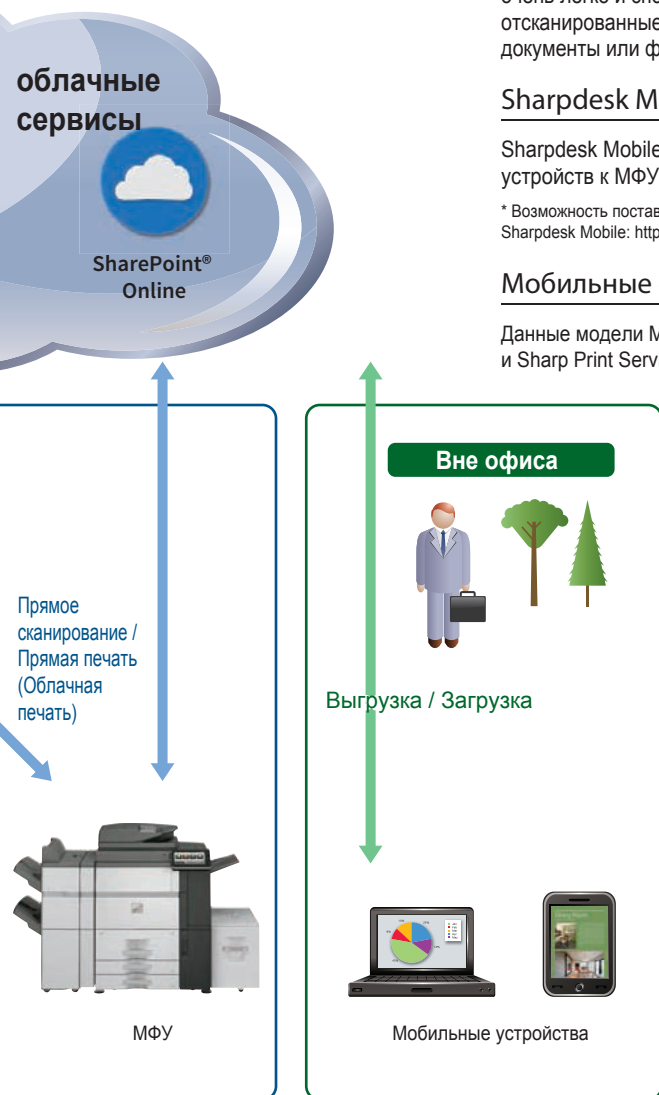 отсканированные
документы или ф
облачные
сервисы
SharePoint®
Online
Sharpdesk M
Sharpdesk Mobile
устройств к МФУ
* Возможность постав
Sharpdesk Mobile: http
Мобильные
Данные модели М
и Sharp Print Serv
Вне офиса
Прямое
сканирование /
Прямая печать
(Облачная
печать)
Выгрузка / Загрузка
МФУ
Мобильные устройства